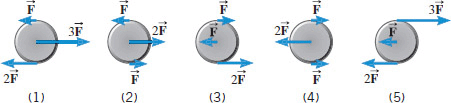 F⃗ F⃗ F⃗ F⃗ 3F⃗
3F⃗ 2F⃗ F⃗ 2F⃗ F⃗
2F⃗ F⃗ 2F⃗ F⃗ 2F⃗
(1) (2) (3) (4) (5)